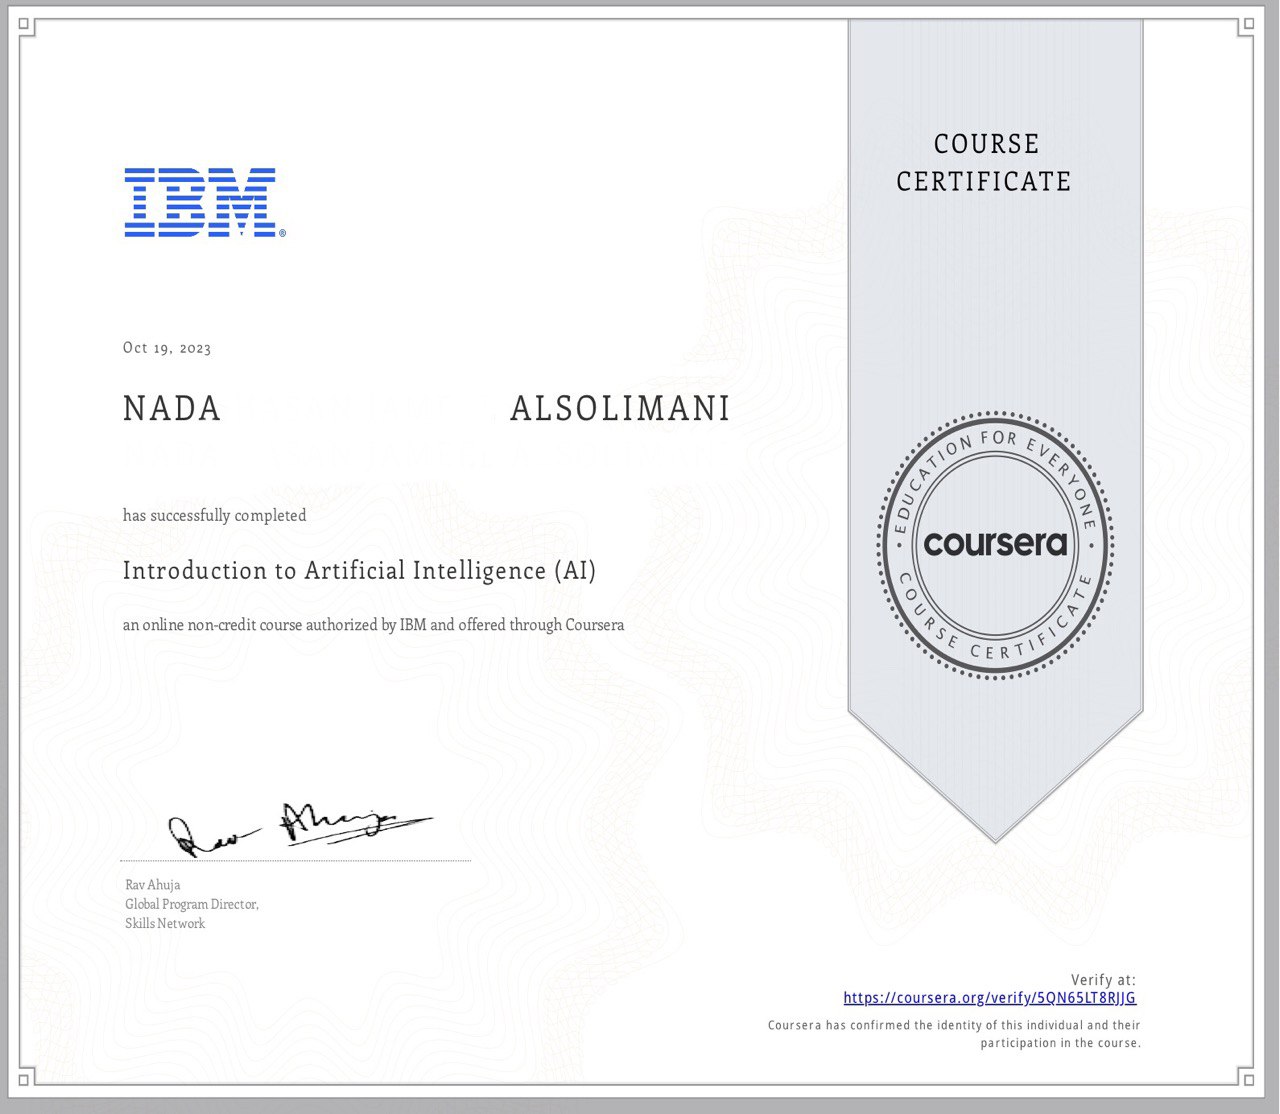 COURSE
CERTIFICATE
IBM®
Oct 19, 2023
NADA ALSOLIMANI
has successfully completed
Introduction to Artificial Intelligence (AI)
an online non-credit course authorized by IBM and offered through Coursera
EDUCATION FOR EVERYONE
coursera
COURSE CERTIFICATE
Rav Ahuja
Rav Ahuja
Global Program Director,
Skills Network
Verify at:
https://coursera.org/verify/5QN65LT8RJJG
Coursera has confirmed the identity of this individual and their
participation in the course.